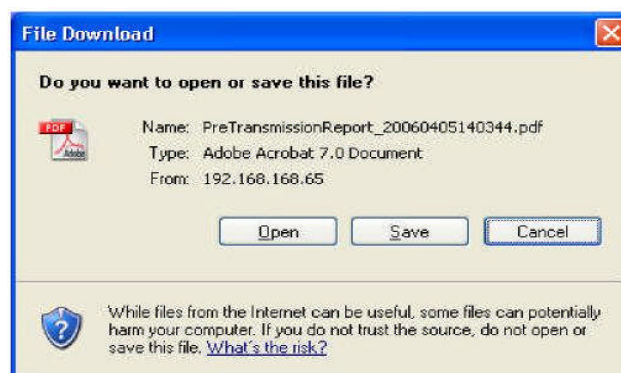 File Download
Do you want to open or save this file?
PDF
Adobe
Name: PreTransmissionReport_20060405140344.pdf
Type: Adobe Acrobat 7.0 Document
From: 192.168.168.65
Open Save Cancel
While files from the Internet can be useful, some files can potentially
harm your computer. If you do not trust the source, do not open or
save this file. What's the risk?